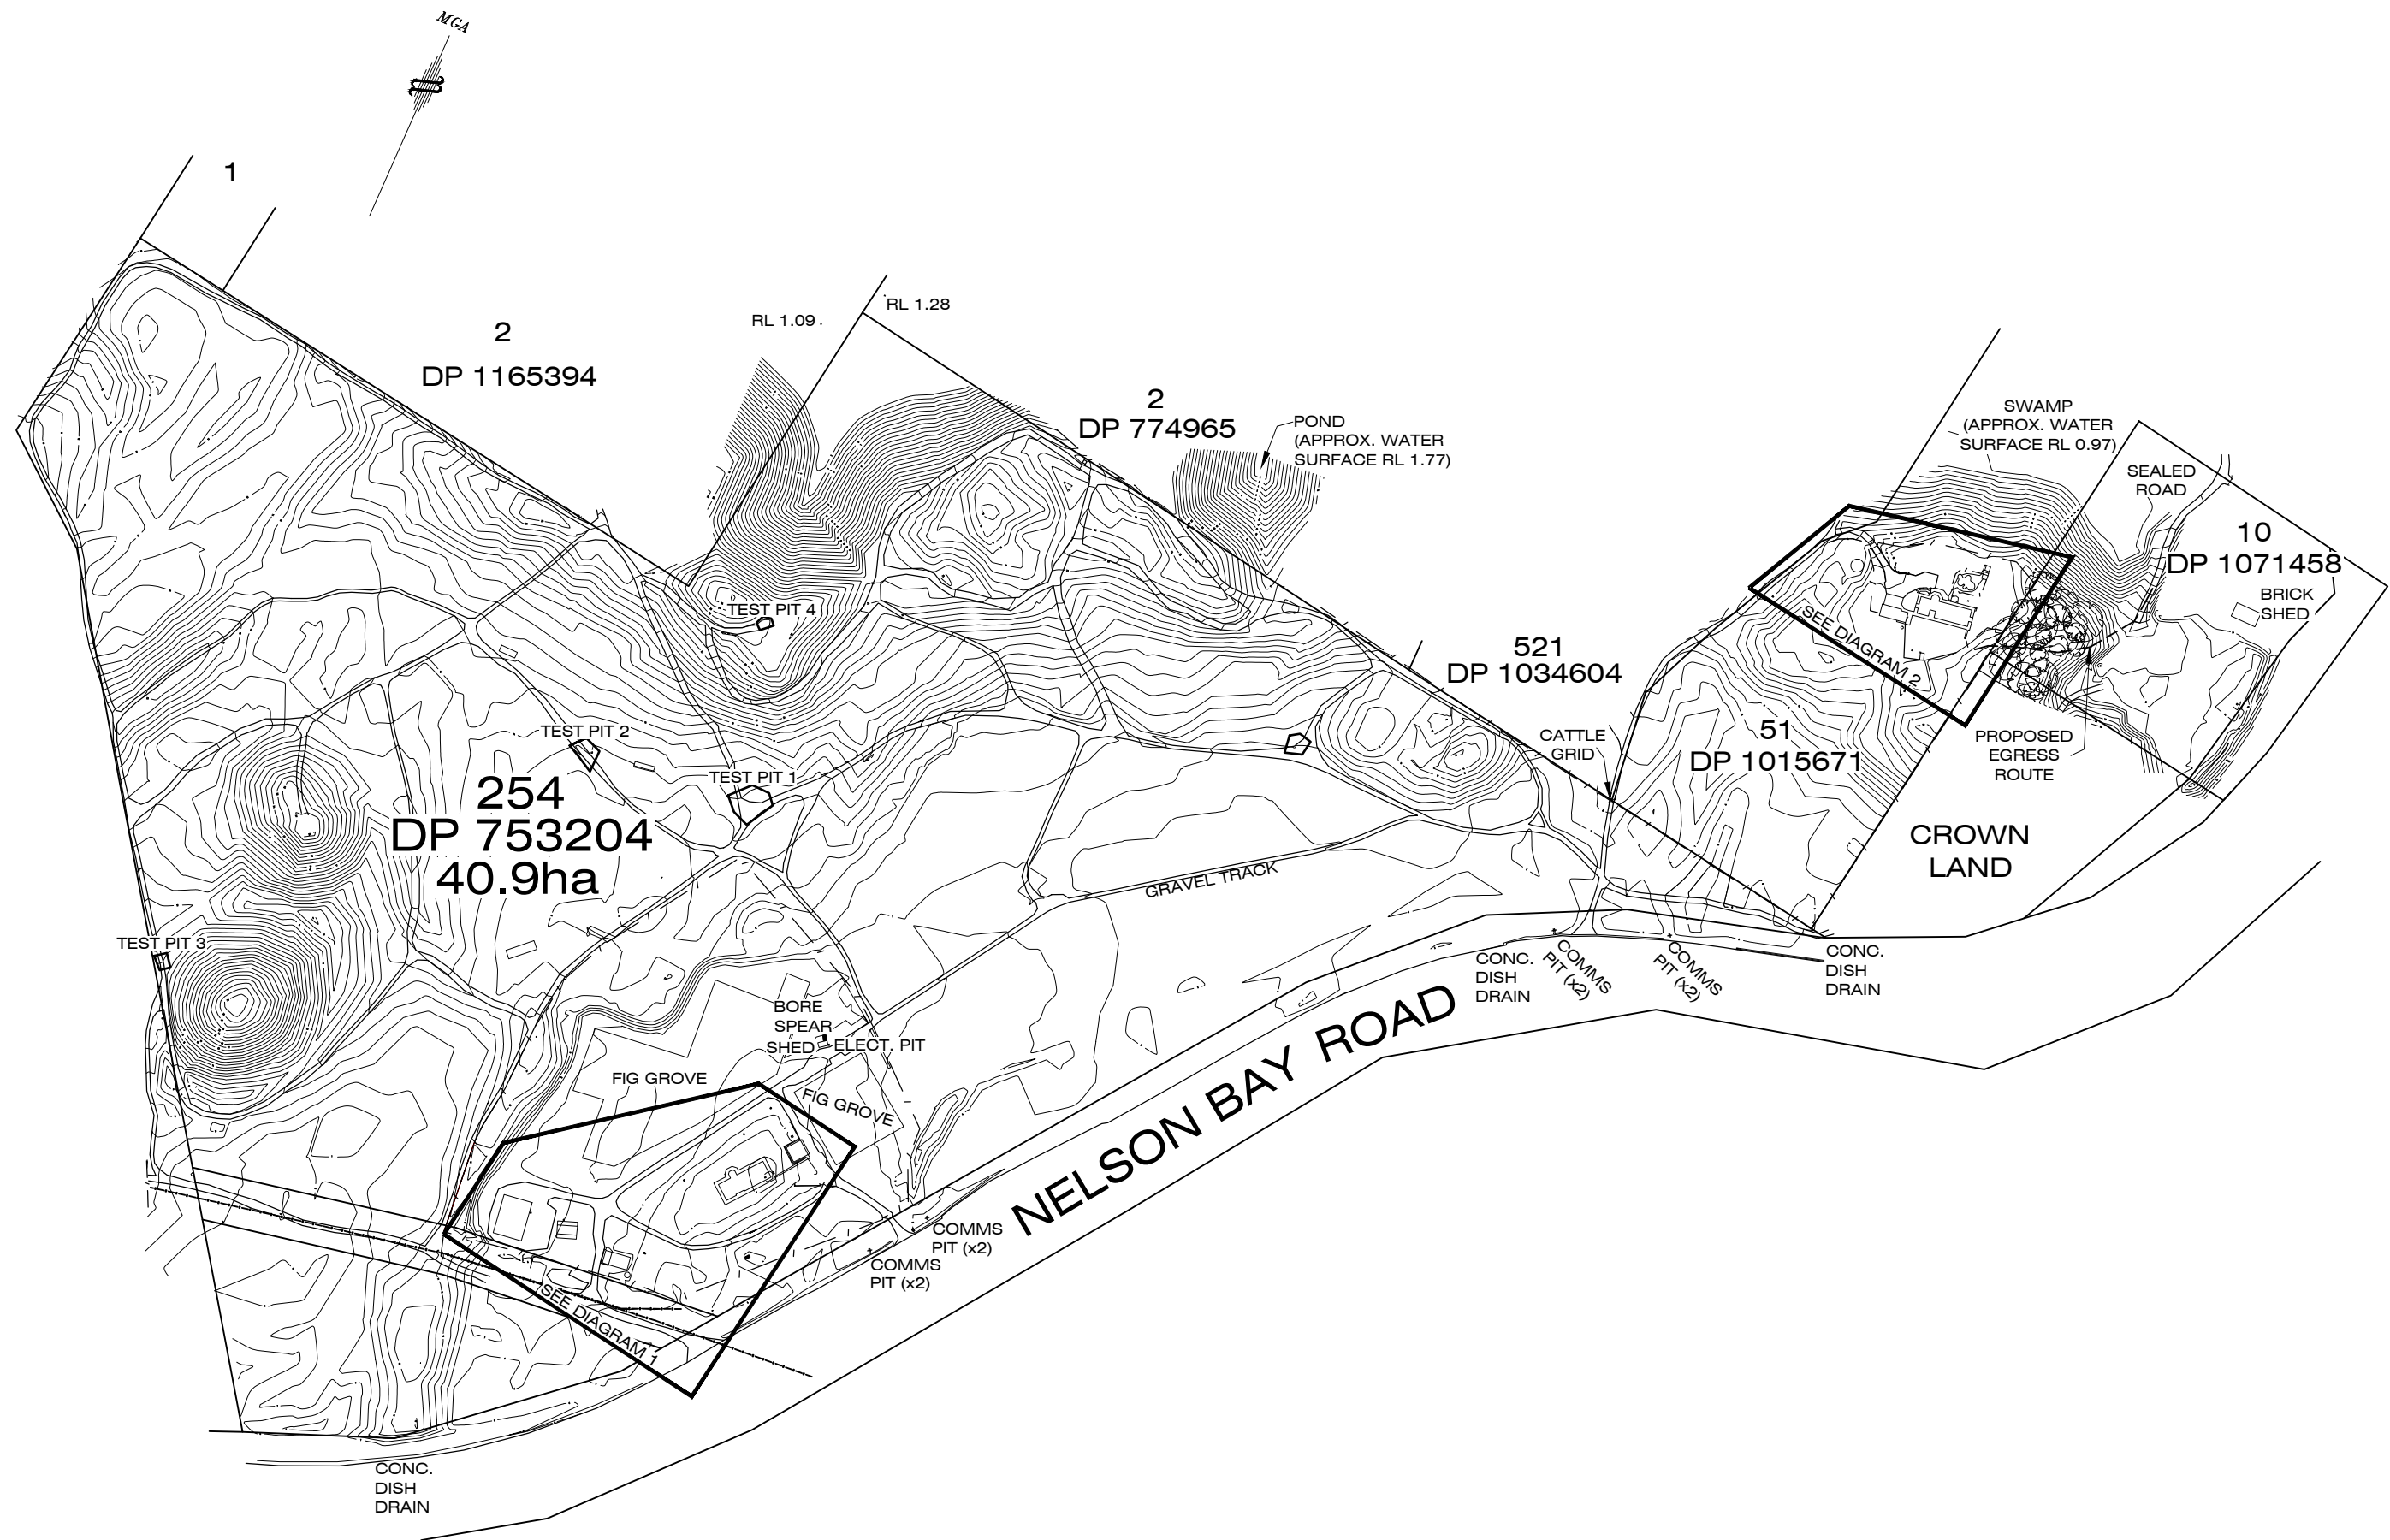 MGA
1
RL 1.28
RL 1.09
2
DP 1165394
2
DP 774965
POND
(APPROX. WATER
SURFACE RL 1.77)
SWAMP
(APPROX. WATER
SURFACE RL 0.97)
SEALED
ROAD
10
DP 1071458
BRICK
SHED
TEST PIT 4
SEE DIAGRAM 2
521
DP 1034604
51
DP 1015671
CATTLE
GRID
PROPOSED
EGRESS
ROUTE
TEST PIT 2
TEST PIT 1
254
DP 753204
40.9ha
CROWN
LAND
GRAVEL TRACK
TEST PIT 3
CONC.
DISH
DRAIN
COMMS
PIT (x2)
COMMS
PIT (x2)
CONC.
DISH
DRAIN
BORE
SPEAR
SHED
ELECT. PIT
NELSON BAY ROAD
FIG GROVE
FIG GROVE
COMMS
PIT (x2)
COMMS
PIT (x2)
SEE DIAGRAM 1
CONC.
DISH
DRAIN